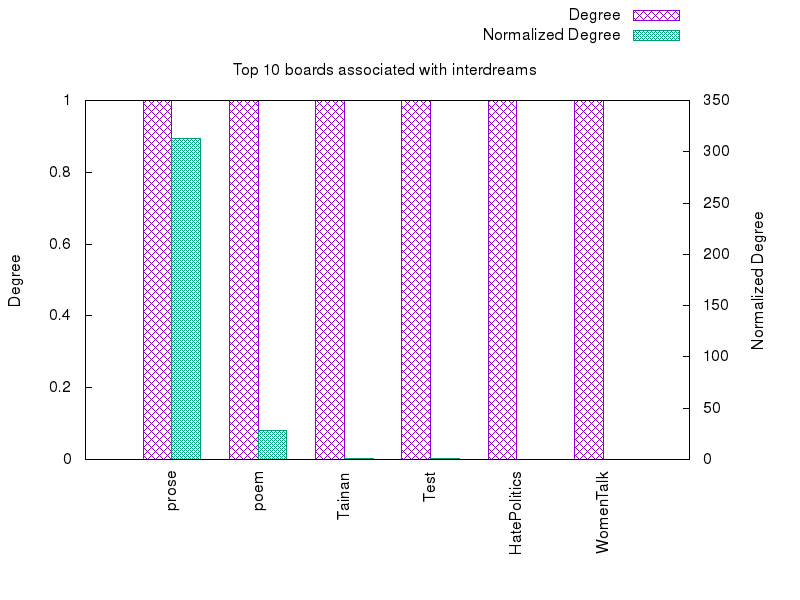 Degree
Normalized Degree
Top 10 boards associated with interdreams
1
0.8
0.6
0.4
0.2
0
Degree
350
300
250
200
150
100
50
0
Normalized Degree
prose
poem
Tainan
Test
HatePolitics
WomenTalk